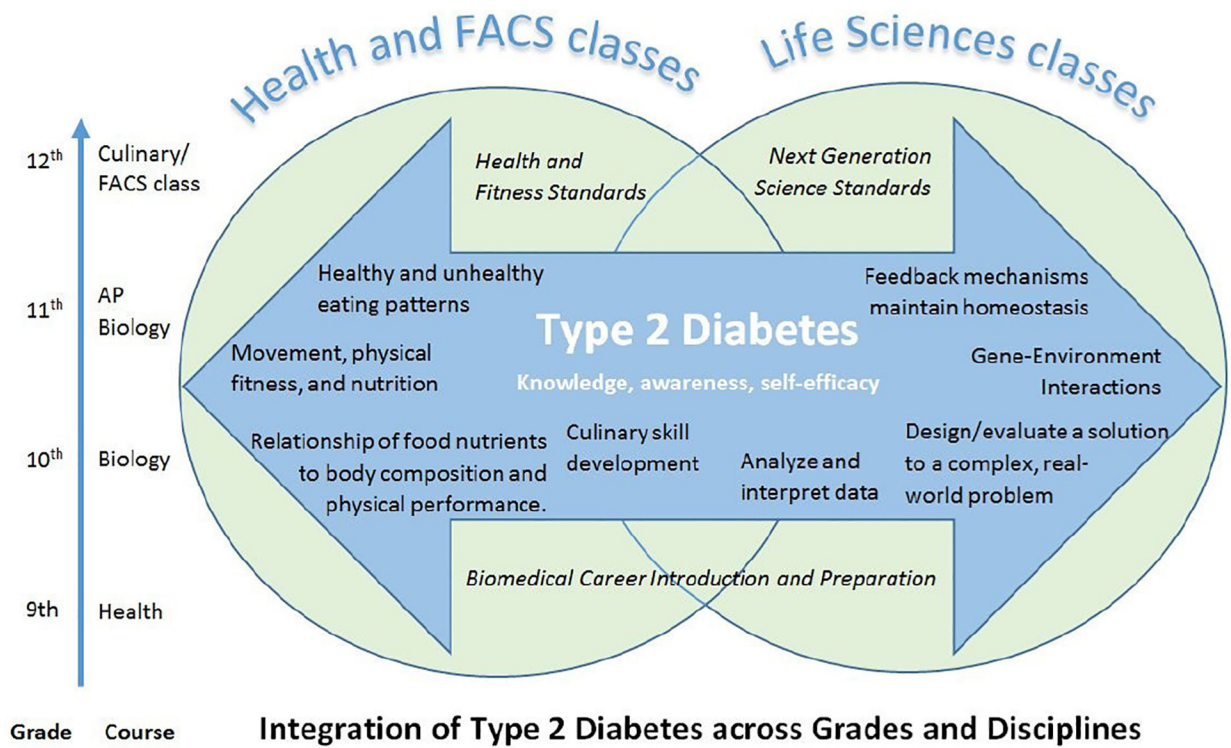 Health and FACS classes
Life Sciences classes
12th
Culinary/
FACS class
Health and
Fitness Standards
Next Generation
Science Standards
11th
AP
Biology
Healthy and unhealthy
eating patterns
Feedback mechanisms
maintain homeostasis
Type 2 Diabetes
Knowledge, awareness, self-efficacy
Movement, physical
fitness, and nutrition
Gene-Environment
Interactions
10th
Biology
Relationship of food nutrients
to body composition and
physical performance.
Culinary skill
development
Analyze and
interpret data
Design/evaluate a solution
to a complex, real-
world problem
Biomedical Career Introduction and Preparation
9th
Health
Grade
Course
Integration of Type 2 Diabetes across Grades and Disciplines